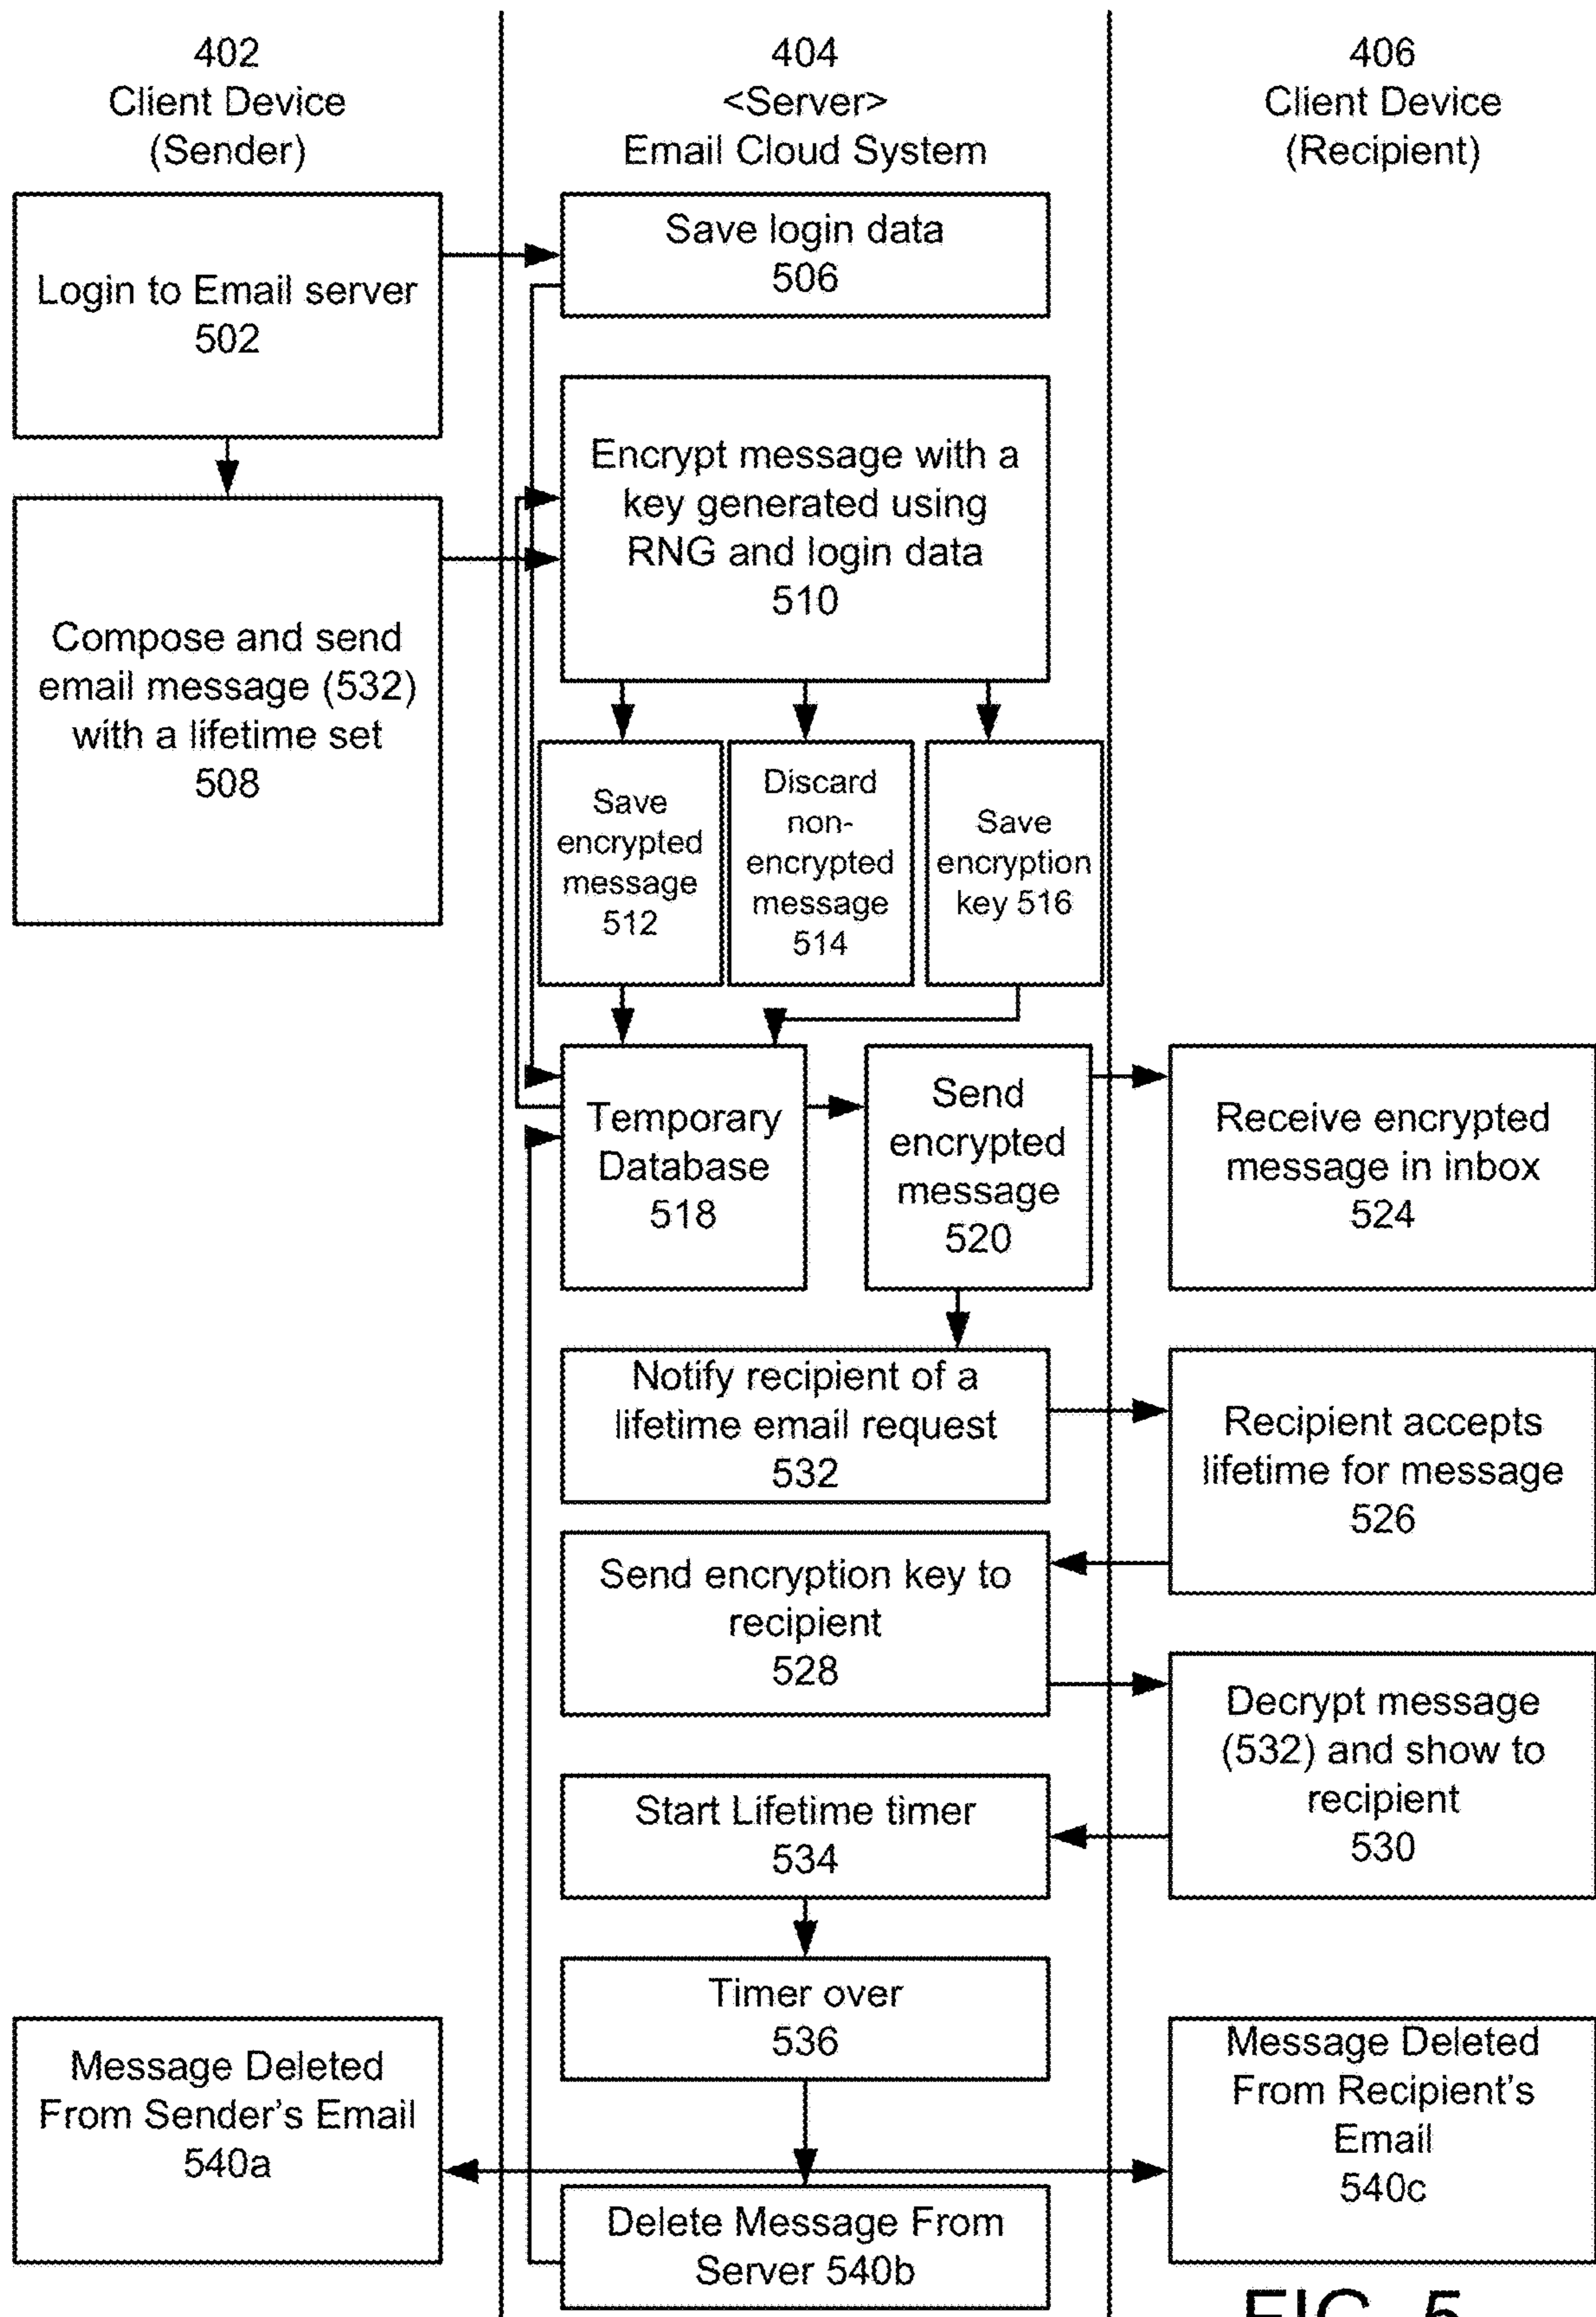 402
Client Device
(Sender)
404
<Server>
Email Cloud System
406
Client Device
(Recipient)
Login to Email server
502
Save login data
506
Encrypt message with a
key generated using
RNG and login data
510
Compose and send
email message (532)
with a lifetime set
508
Save
encrypted
message
512
Discard
non-
encrypted
message
514
Save
encryption
key 516
Temporary
Database
518
Send
encrypted
message
520
Receive encrypted
message in inbox
524
Notify recipient of a
lifetime email request
532
Recipient accepts
lifetime for message
526
Send encryption key to
recipient
528
Decrypt message
(532) and show to
recipient
530
Start Lifetime timer
534
Timer over
536
Message Deleted
From Sender's Email
540a
Message Deleted
From Recipient's
Email
540c
Delete Message From
Server 540b
FIG. 5